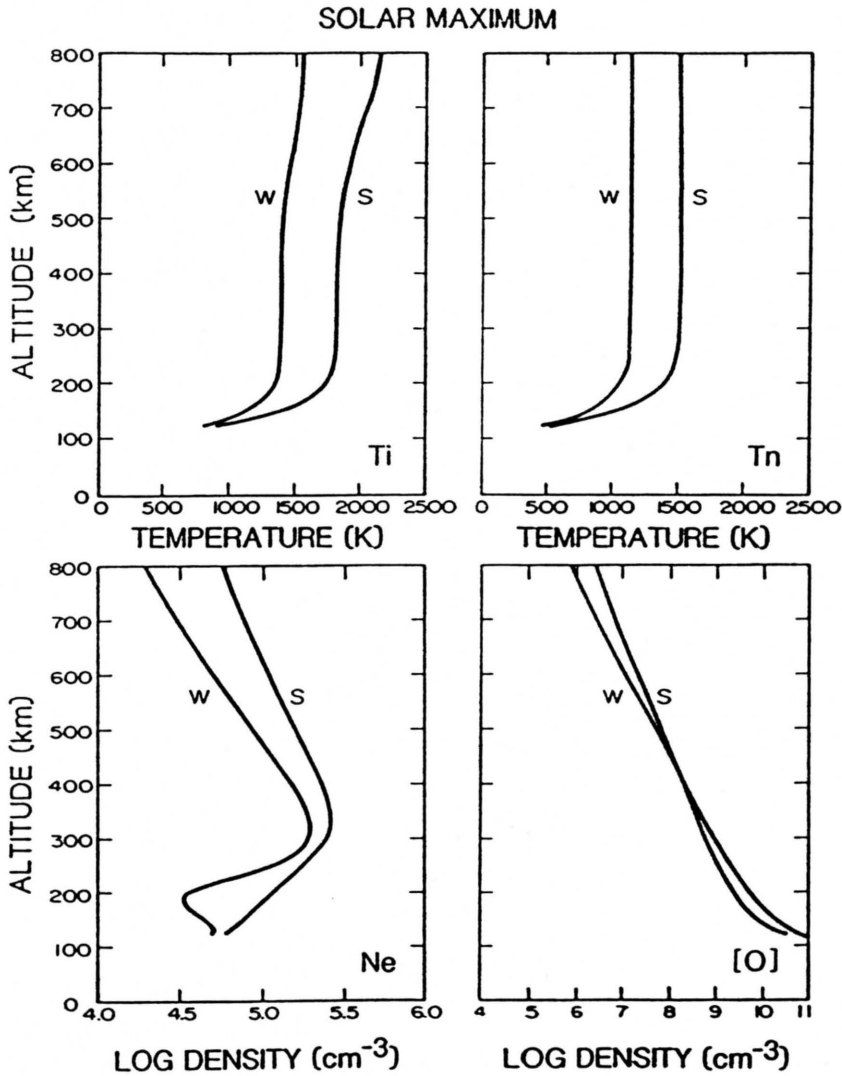 SOLAR MAXIMUM
800
700
600
500
400
300
200
100
0
ALTITUDE (km)
W
S
Ti
0 500 1000 1500 2000 2500
TEMPERATURE (K)
W
S
Tn
0 500 1000 1500 2000 2500
TEMPERATURE (K)
800
700
600
500
400
300
200
100
0
ALTITUDE (km)
W
S
Ne
4.0 4.5 5.0 5.5 6.0
LOG DENSITY (cm⁻³)
W
S
[O]
4 5 6 7 8 9 10 11
LOG DENSITY (cm⁻³)